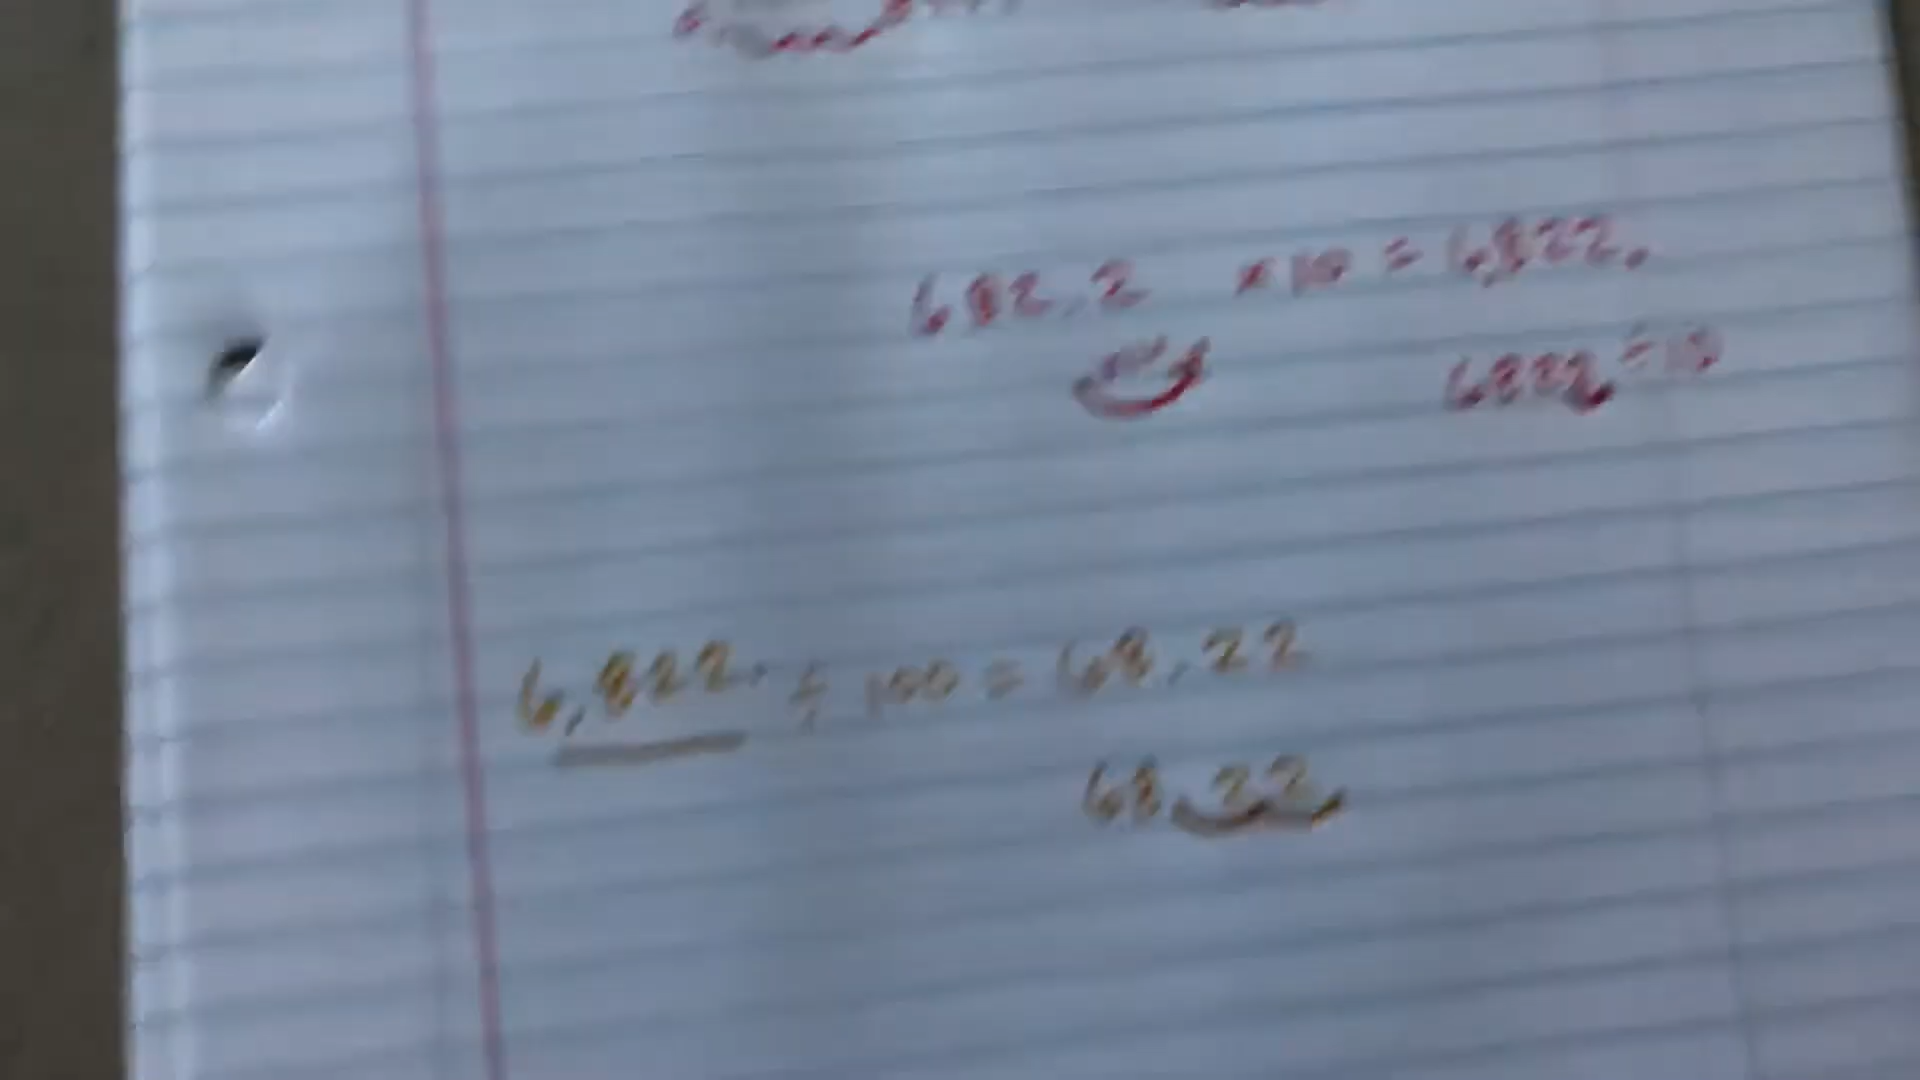 682.2 ×10 = 6,822.
6822 ÷10
6,822. ÷ 100 = 68.22
68.22